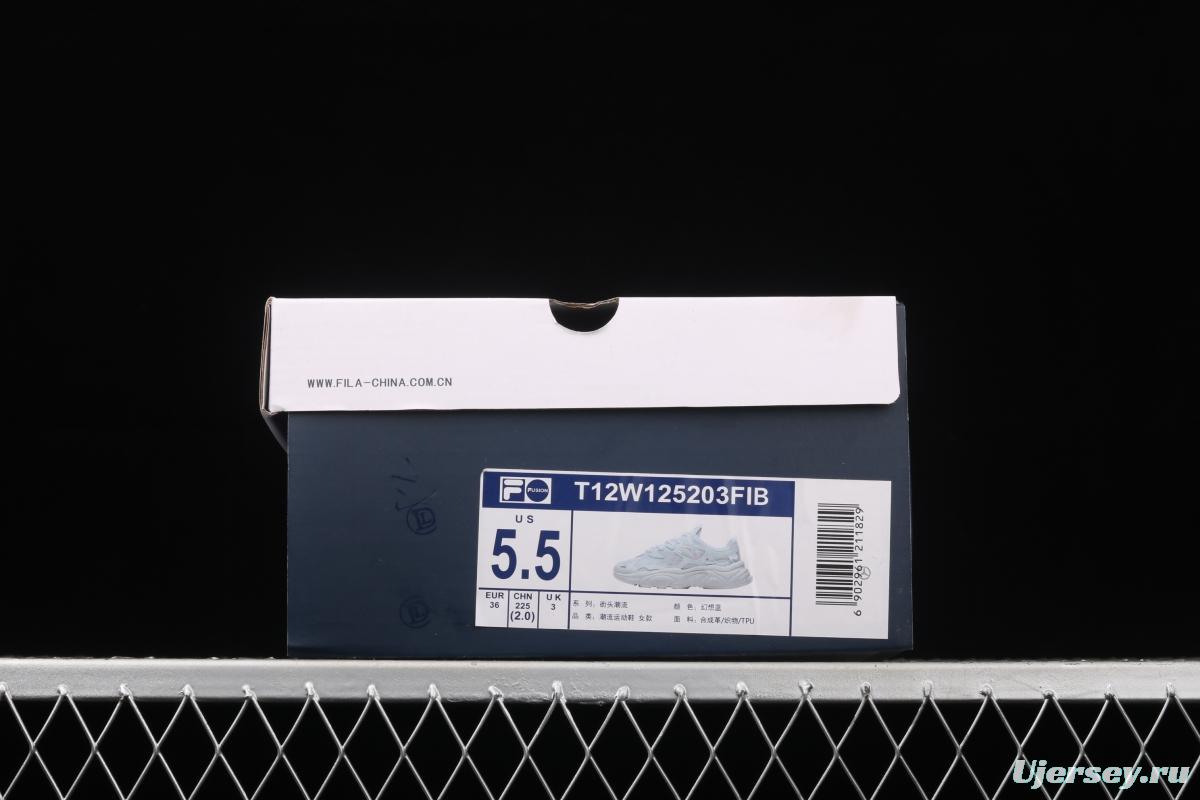 WWW.FILA-CHINA.COM.CN
F FUSION T12W125203FIB
US
5.5
EUR 36
CHN 225 (2.0)
UK 3
系 列: 街头潮流
颜 色: 幻想蓝
品 类: 潮流运动鞋 女款
面 料: 合成革/织物/TPU
6 902961 211829
Ujersey.ru